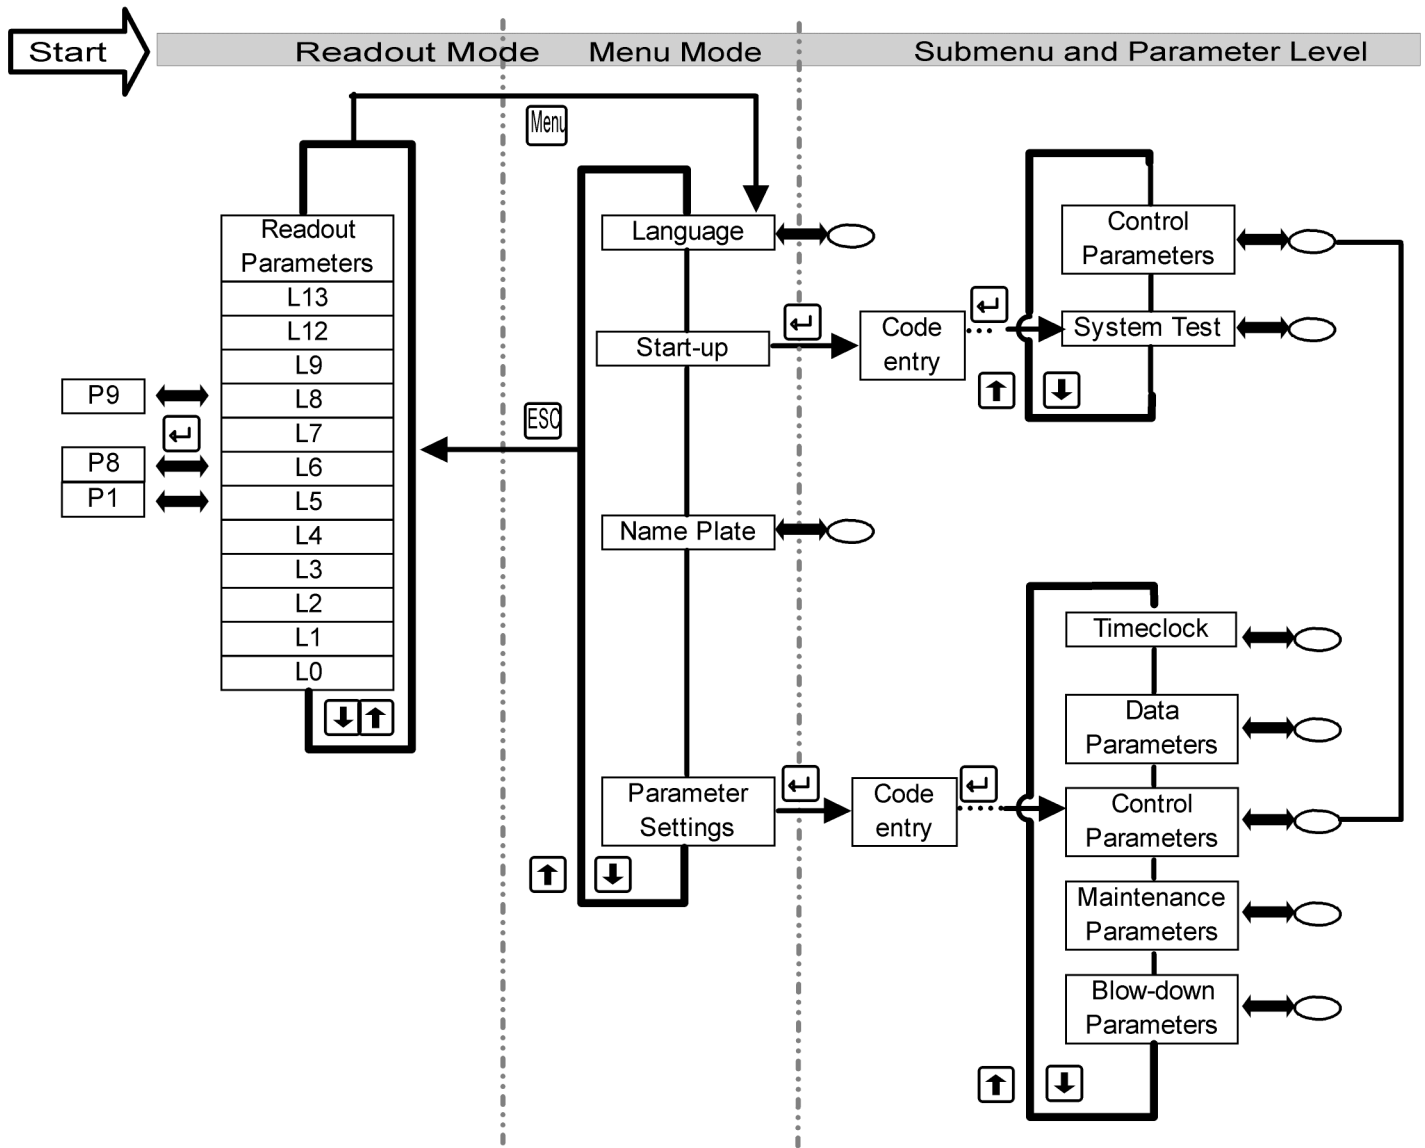 Start
Readout Mode
Menu Mode
Submenu and Parameter Level
Menu
Readout
Parameters
L13
L12
L9
L8
L7
L6
L5
L4
L3
L2
L1
L0
P9
P8
P1
ESC
Language
Start-up
Name Plate
Parameter
Settings
Code
entry
Control
Parameters
System Test
Code
entry
Timeclock
Data
Parameters
Control
Parameters
Maintenance
Parameters
Blow-down
Parameters